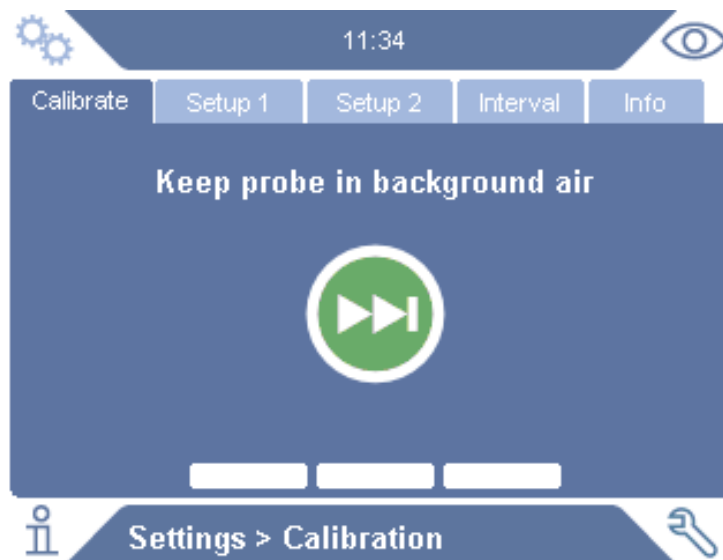 11:34
Calibrate Setup 1 Setup 2 Interval Info
Keep probe in background air
Settings > Calibration